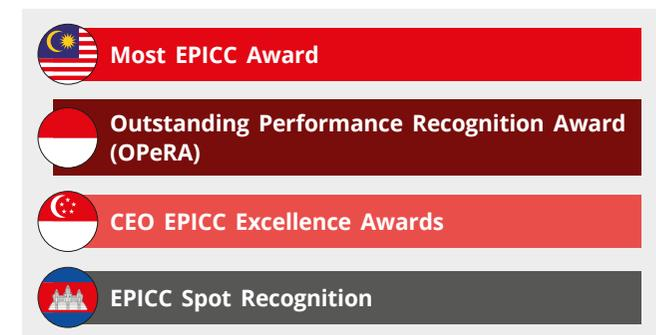 Most EPICC Award
Outstanding Performance Recognition Award
(OPeRA)
CEO EPICC Excellence Awards
EPICC Spot Recognition